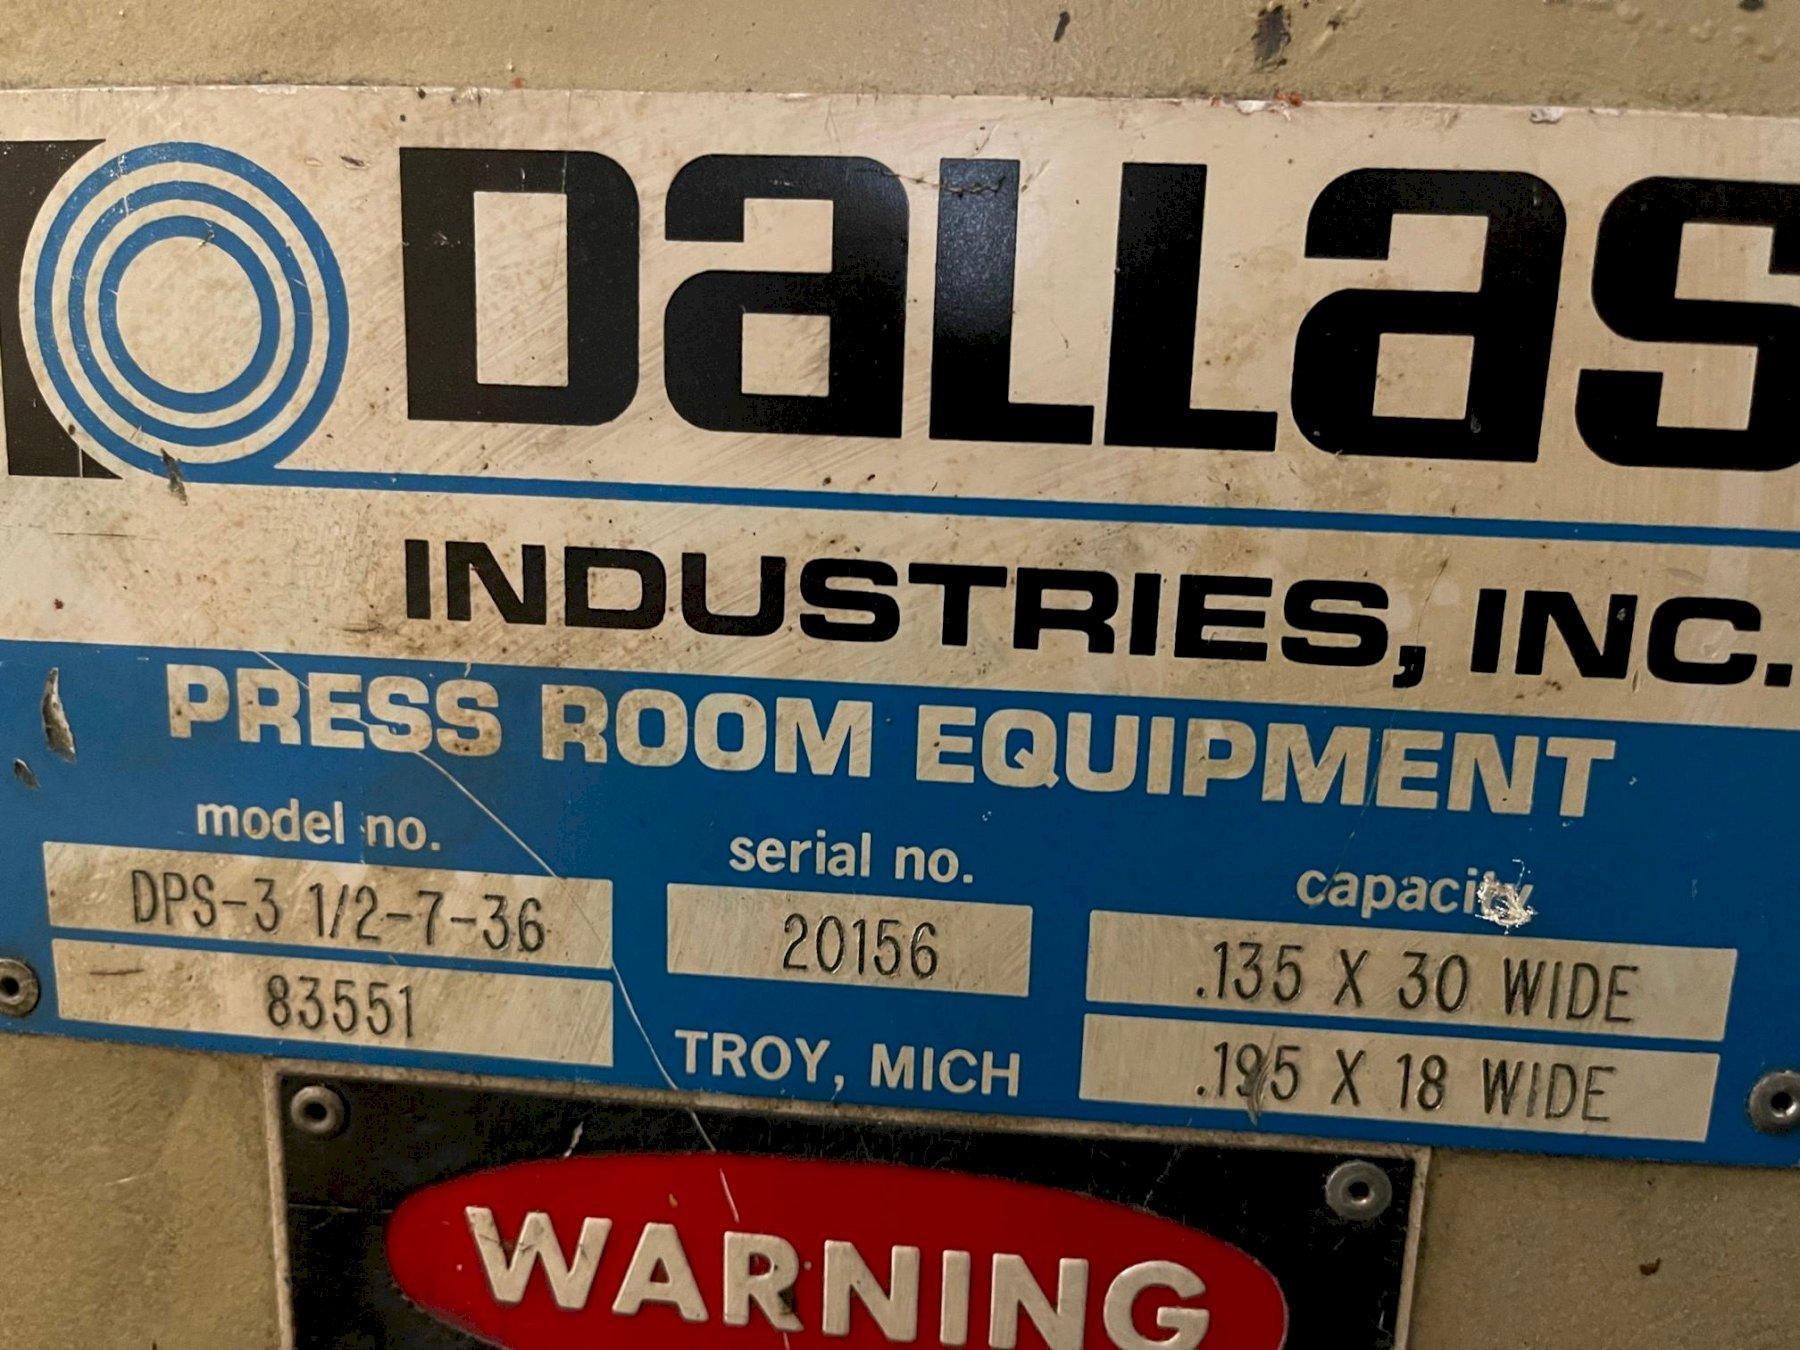 DALLAS
INDUSTRIES, INC.
PRESS ROOM EQUIPMENT
model no.
DPS-3 1/2-7-36
83551
serial no.
20156
TROY, MICH
capacity
.135 X 30 WIDE
.195 X 18 WIDE
WARNING